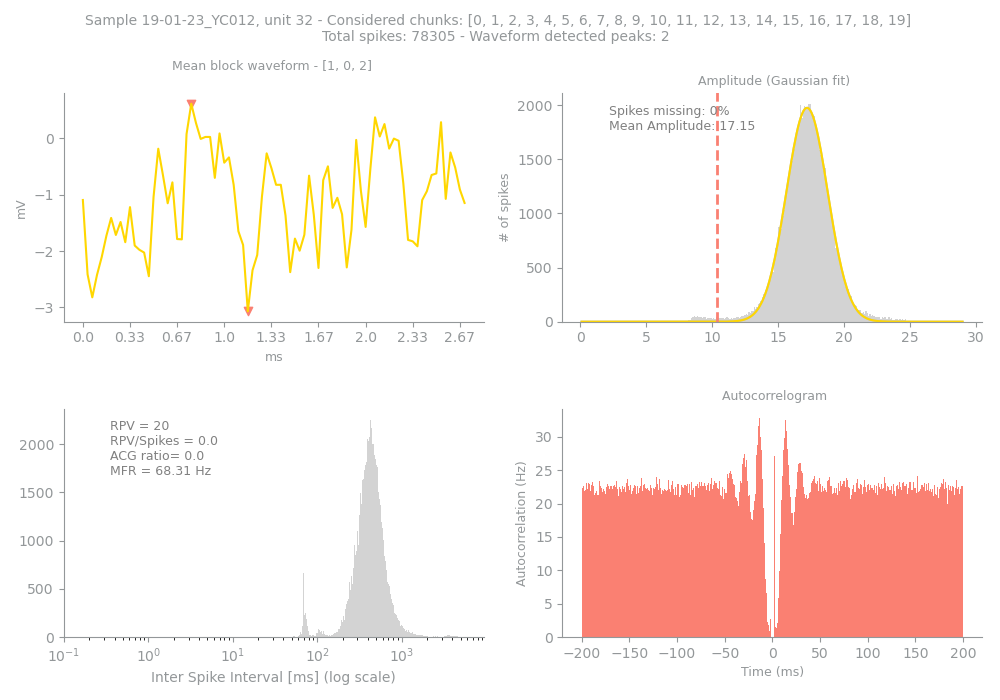 Sample 19-01-23_YC012, unit 32 - Considered chunks: [0, 1, 2, 3, 4, 5, 6, 7, 8, 9, 10, 11, 12, 13, 14, 15, 16, 17, 18, 19]
Total spikes: 78305 - Waveform detected peaks: 2
Mean block waveform - [1, 0, 2]
mV
0
−1
−2
−3
0.0 0.33 0.67 1.0 1.33 1.67 2.0 2.33 2.67
ms
Amplitude (Gaussian fit)
Spikes missing: 0%
Mean Amplitude: 17.15
# of spikes
2000
1500
1000
500
0
0 5 10 15 20 25 30
RPV = 20
RPV/Spikes = 0.0
ACG ratio= 0.0
MFR = 68.31 Hz
2000
1500
1000
500
0
10⁻¹ 10⁰ 10¹ 10² 10³
Inter Spike Interval [ms] (log scale)
Autocorrelogram
Autocorrelation (Hz)
30
25
20
15
10
5
0
−200 −150 −100 −50 0 50 100 150 200
Time (ms)